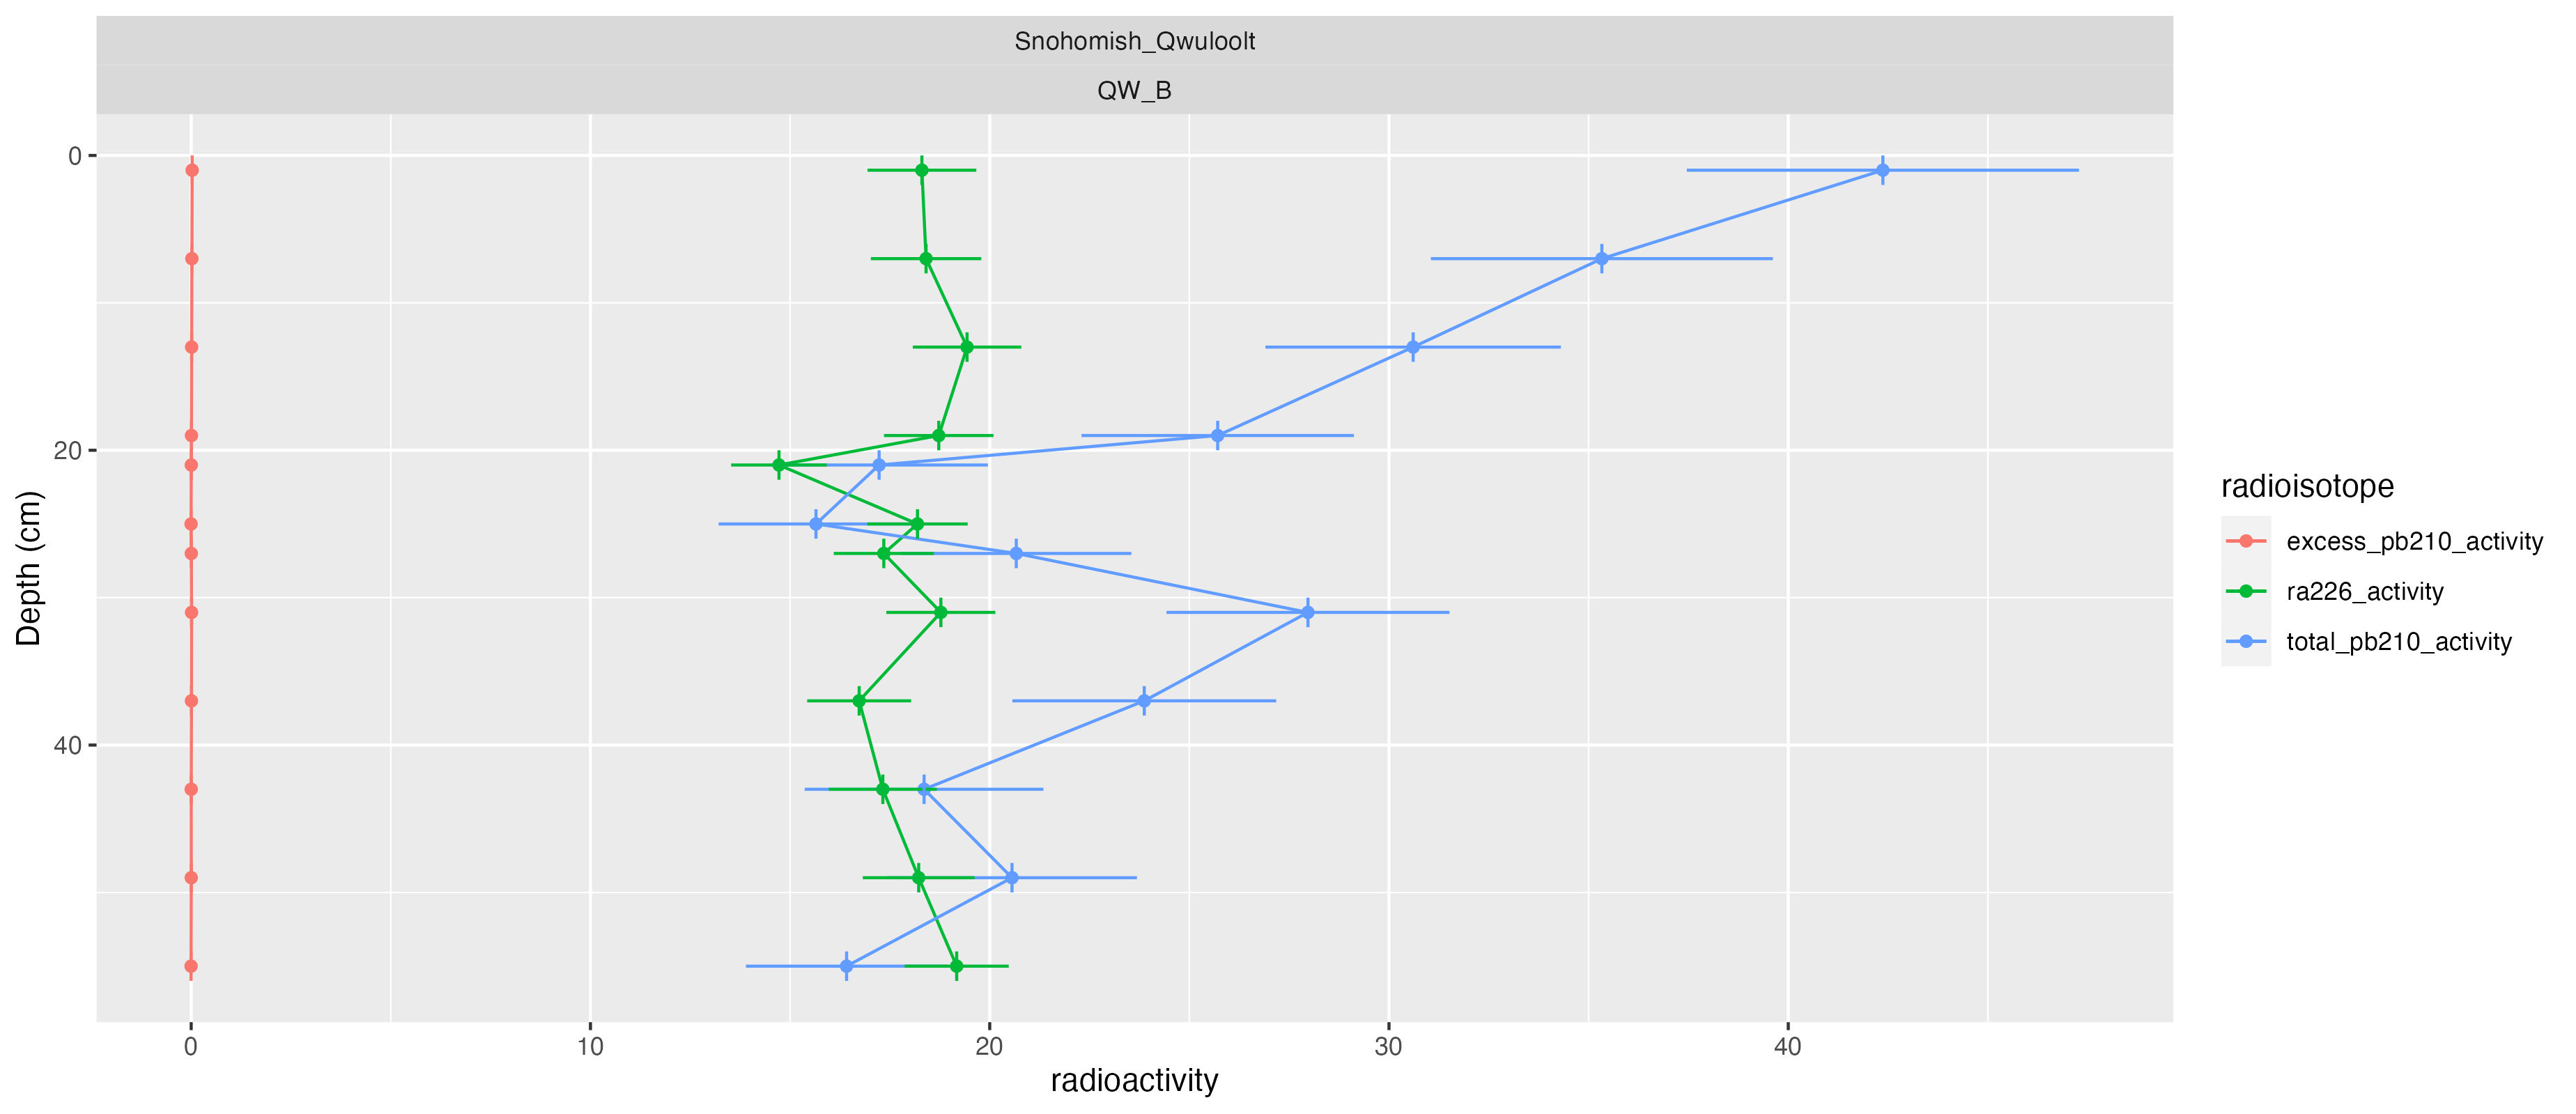 Snohomish_Qwuloolt
QW_B
0
20
40
Depth (cm)
0 10 20 30 40
radioactivity
radioisotope
excess_pb210_activity
ra226_activity
total_pb210_activity